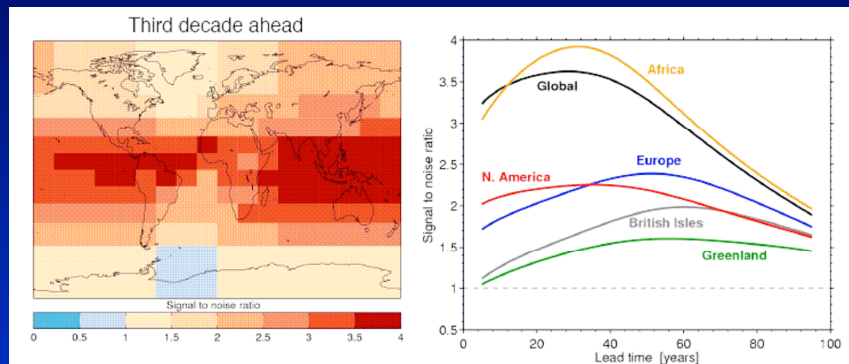 Third decade ahead
Signal to noise ratio
0 0.5 1 1.5 2 2.5 3 3.5 4
Signal to noise ratio
4
3.5
3
2.5
2
1.5
1
0.5
Africa
Global
Europe
N. America
British Isles
Greenland
0 20 40 60 80 100
Lead time [years]